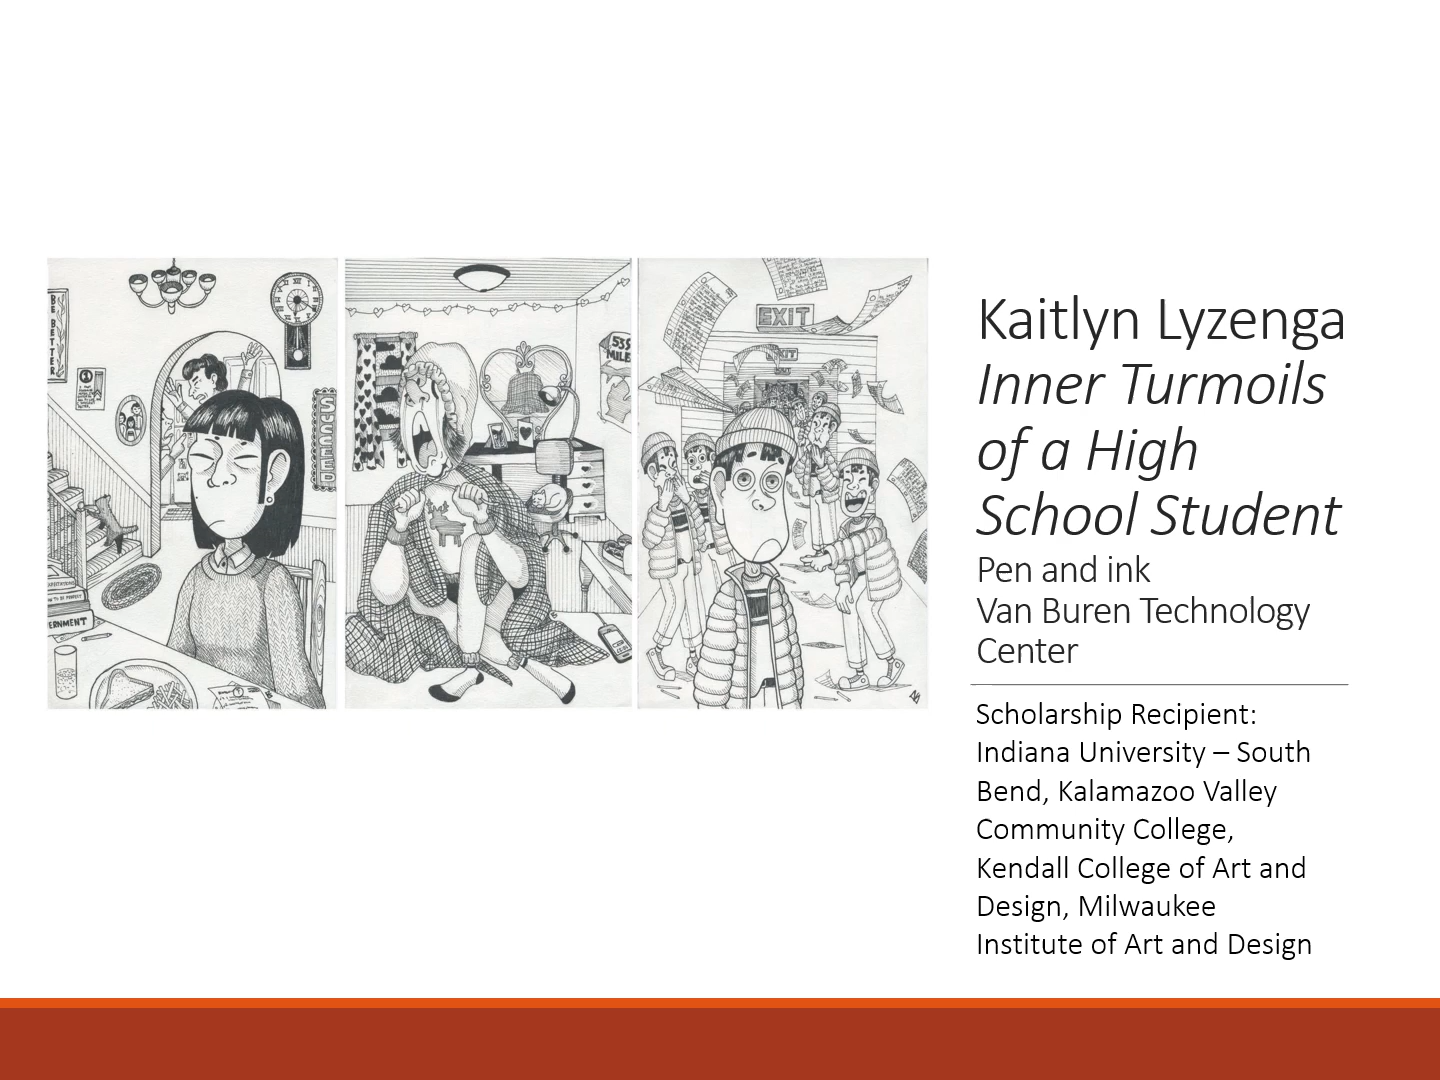 BE BETTER
SUCCEED
ERNMENT
535
MILE
EXIT
EXIT
Kaitlyn Lyzenga
Inner Turmoils
of a High
School Student
Pen and ink
Van Buren Technology
Center
Scholarship Recipient:
Indiana University – South
Bend, Kalamazoo Valley
Community College,
Kendall College of Art and
Design, Milwaukee
Institute of Art and Design